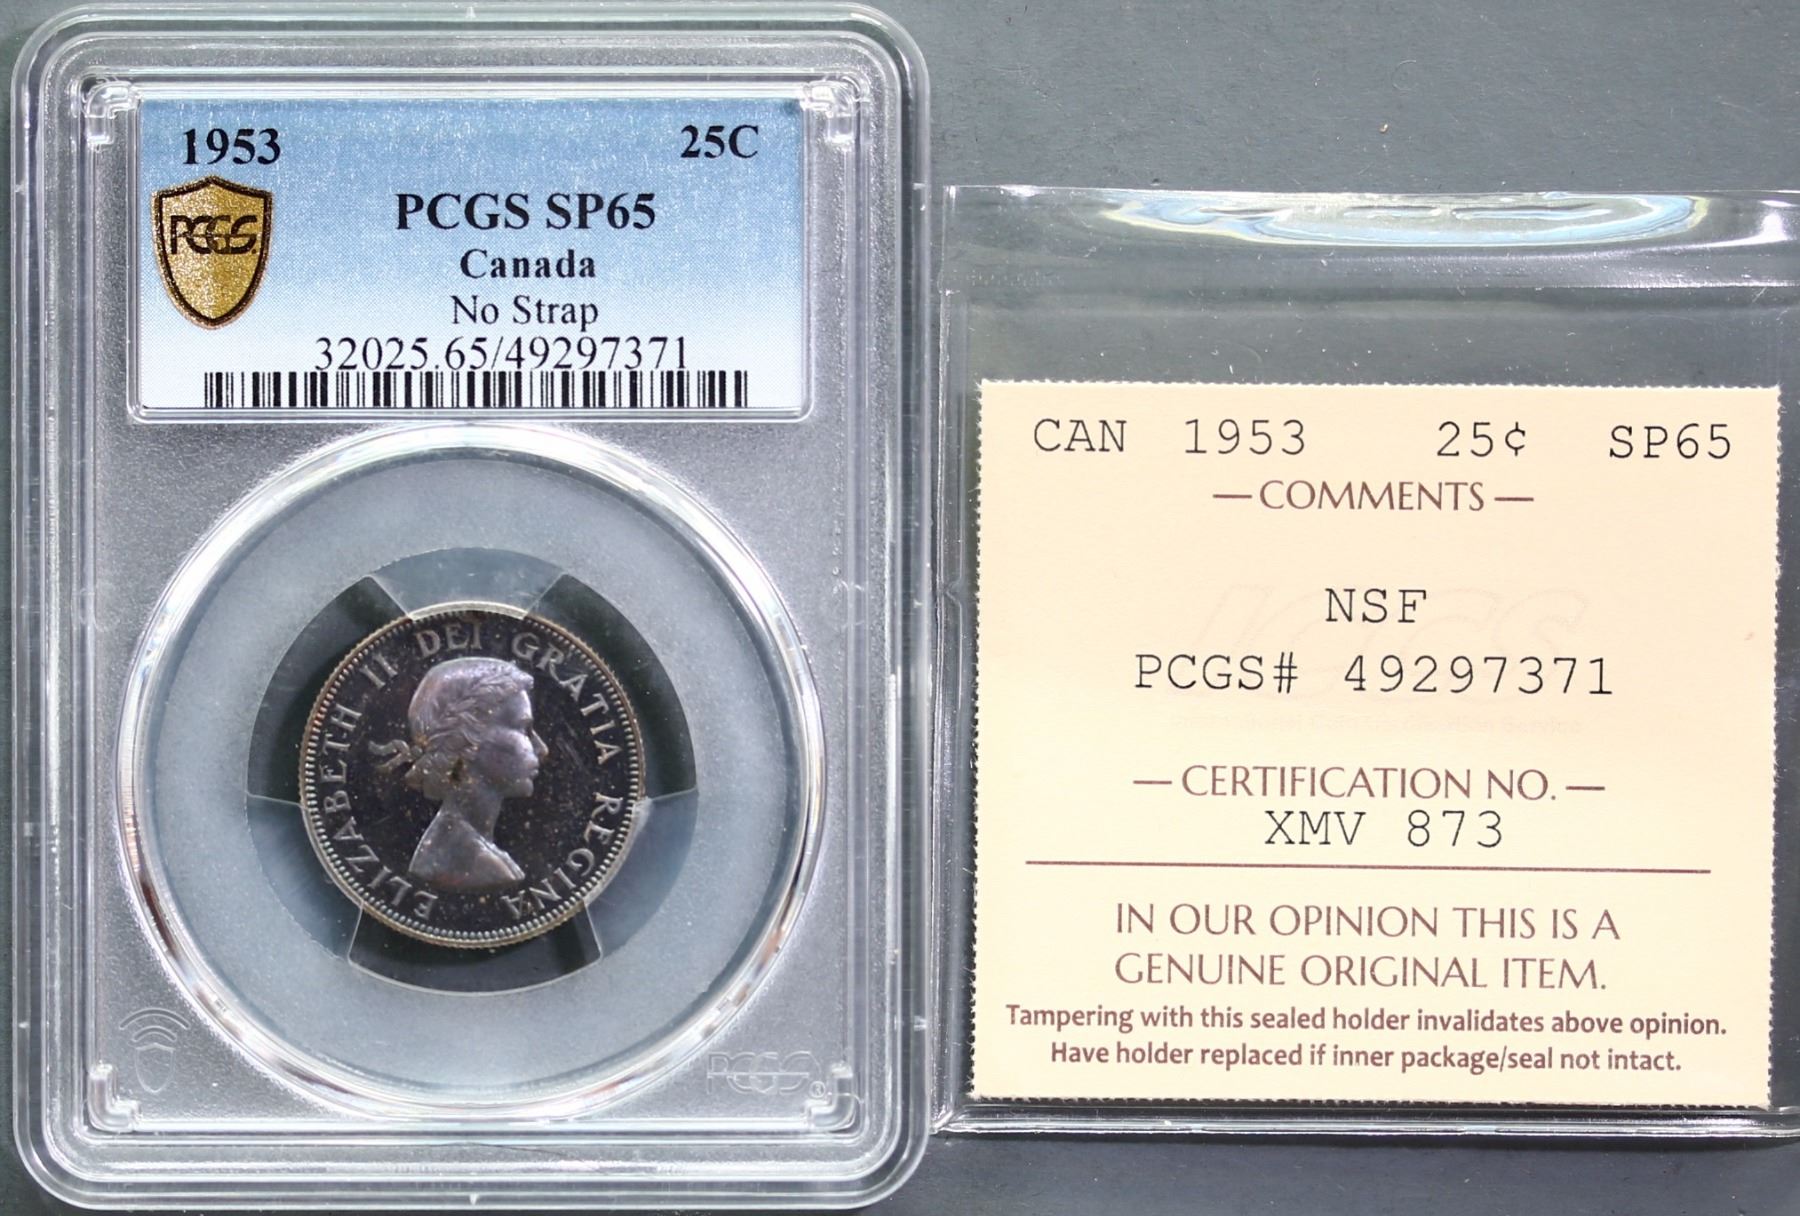 1953 25C
PCGS
PCGS SP65
Canada
No Strap
32025.65/49297371
ELIZABETH II DEI · GRATIA REGINA
PCGS
CAN 1953 25¢ SP65
— COMMENTS —
NSF
PCGS# 49297371
— CERTIFICATION NO. —
XMV 873
IN OUR OPINION THIS IS A
GENUINE ORIGINAL ITEM.
Tampering with this sealed holder invalidates above opinion.
Have holder replaced if inner package/seal not intact.